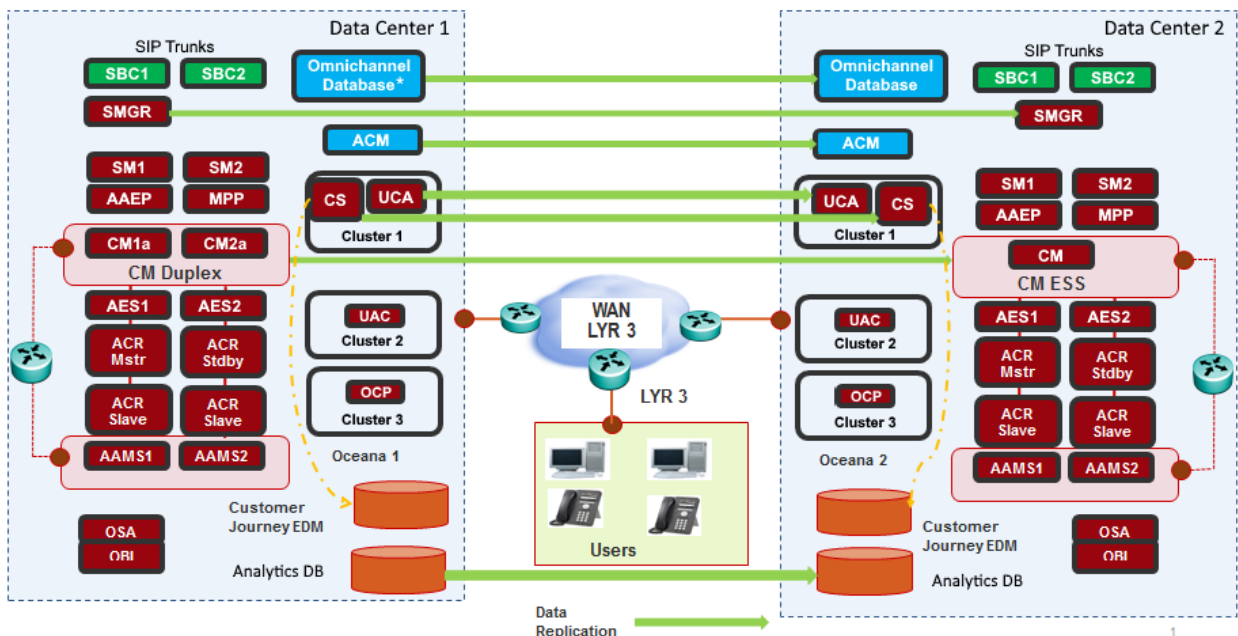 Data Center 1
SIP Trunks
SBC1
SBC2
Omnichannel
Database*
SMGR
ACM
SM1
SM2
AAEP
MPP
CS
UCA
Cluster 1
CM1a
CM2a
CM Duplex
AES1
AES2
UAC
Cluster 2
ACR
Mstr
ACR
Stdby
OCP
Cluster 3
ACR
Slave
ACR
Slave
AAMS1
AAMS2
Oceana 1
Customer
Journey EDM
OSA
OBI
Analytics DB
WAN
LYR 3
LYR 3
Users
Data
Replication
Data Center 2
Omnichannel
Database
SIP Trunks
SBC1
SBC2
SMGR
ACM
UCA
CS
Cluster 1
SM1
SM2
AAEP
MPP
CM
CM ESS
UAC
Cluster 2
AES1
AES2
ACR
Mstr
ACR
Stdby
OCP
Cluster 3
ACR
Slave
ACR
Slave
Oceana 2
AAMS1
AAMS2
Customer
Journey EDM
OSA
OBI
Analytics DB
1